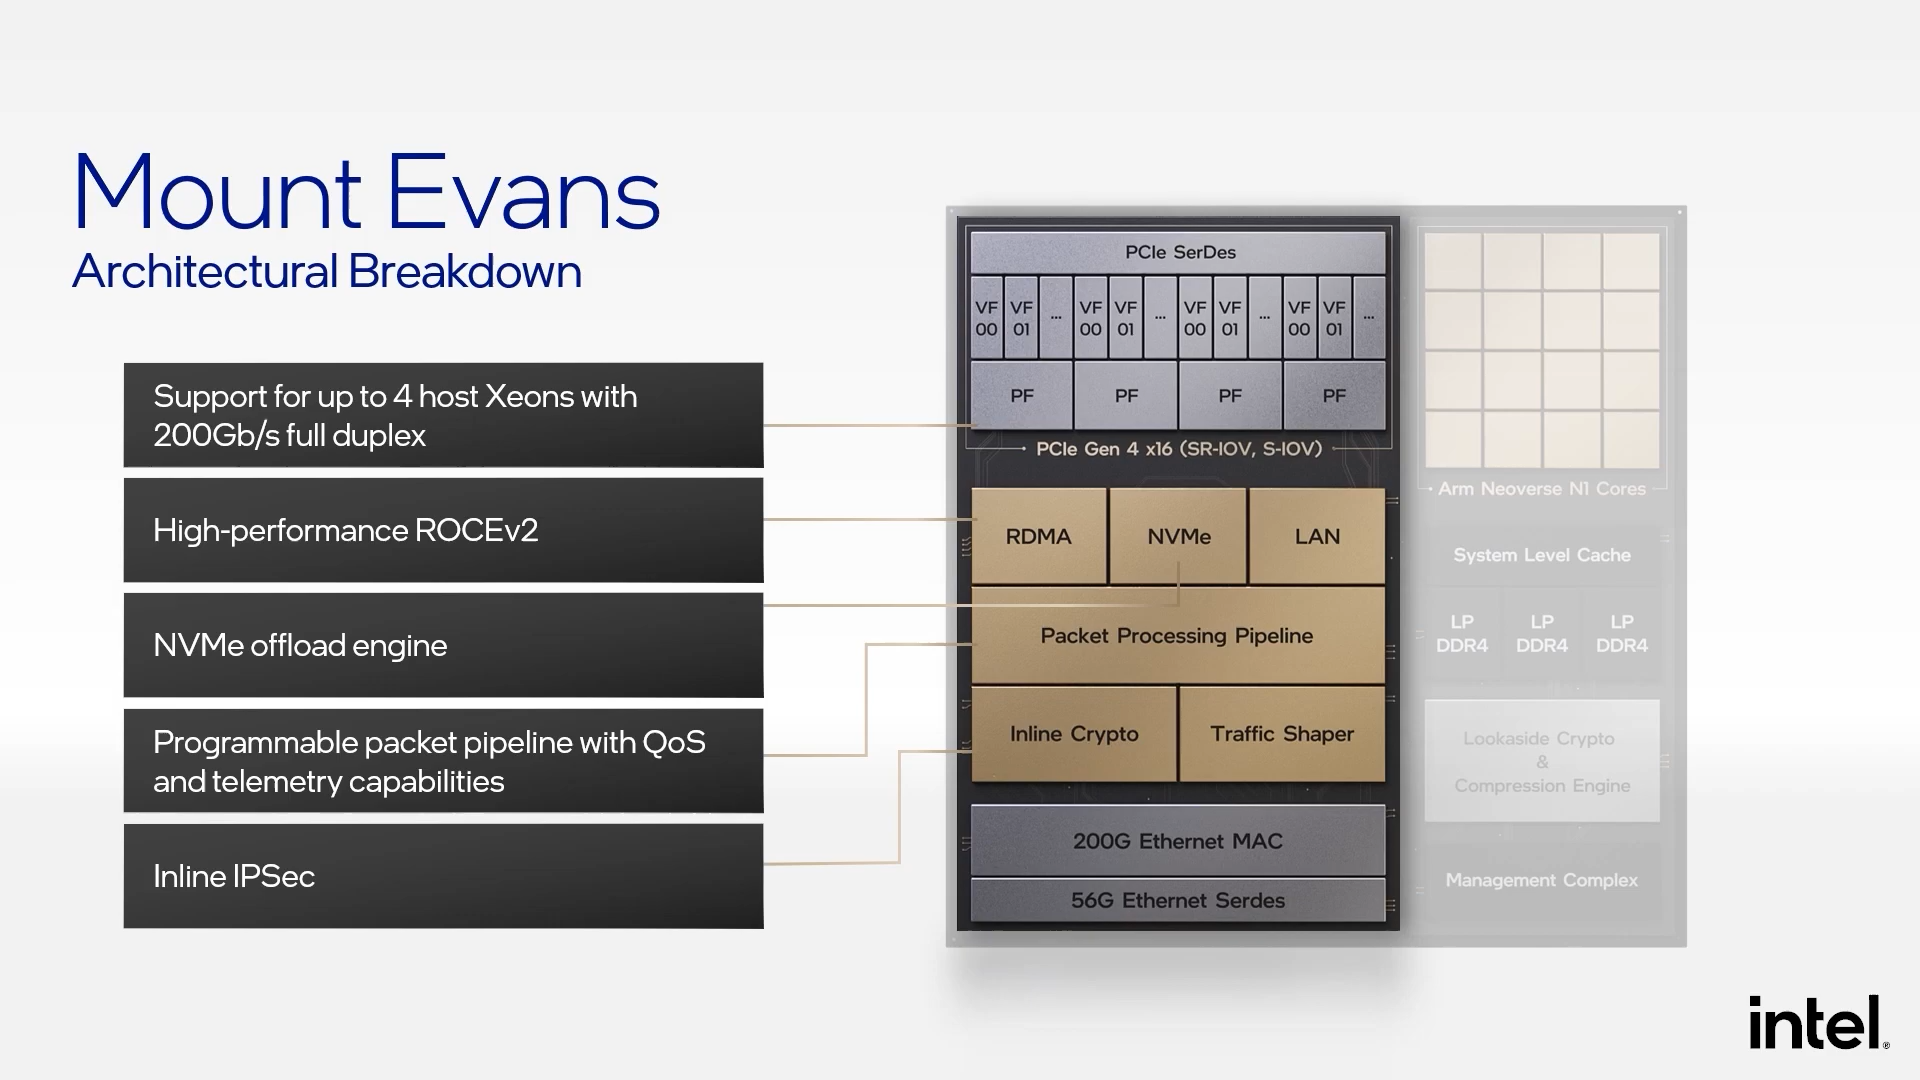 Mount Evans
Architectural Breakdown
Support for up to 4 host Xeons with
200Gb/s full duplex
High-performance ROCEv2
NVMe offload engine
Programmable packet pipeline with QoS
and telemetry capabilities
Inline IPSec
PCIe SerDes
VF 00 VF 01 ... VF 00 VF 01 ... VF 00 VF 01 ... VF 00 VF 01 ...
PF PF PF PF
PCIe Gen 4 x16 (SR-IOV, S-IOV)
RDMA NVMe LAN
Packet Processing Pipeline
Inline Crypto Traffic Shaper
200G Ethernet MAC
56G Ethernet Serdes
Arm Neoverse N1 Cores
System Level Cache
LP LP LP
DDR4 DDR4 DDR4
Lookaside Crypto
&
Compression Engine
Management Complex
intel®